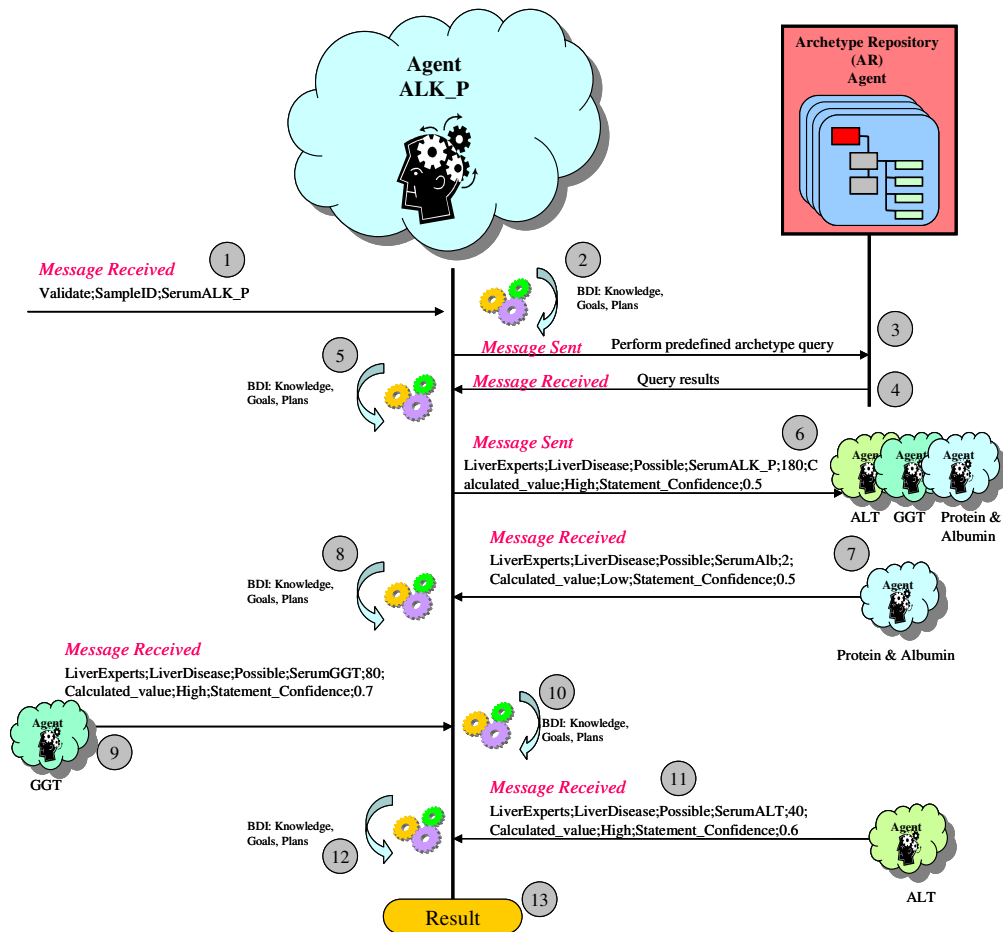 Agent
ALK_P
Archetype Repository
(AR)
Agent
1
Message Received
Validate;SampleID;SerumALK_P
2
BDI: Knowledge,
Goals, Plans
3
Message Sent
Perform predefined archetype query
4
Message Received
Query results
5
BDI: Knowledge,
Goals, Plans
6
Message Sent
LiverExperts;LiverDisease;Possible;SerumALK_P;180;C
alculated_value;High;Statement_Confidence;0.5
Agent
Agent
Agent
ALT
GGT
Protein &
Albumin
7
Message Received
LiverExperts;LiverDisease;Possible;SerumAlb;2;
Calculated_value;Low;Statement_Confidence;0.5
Agent
Protein & Albumin
8
BDI: Knowledge,
Goals, Plans
Message Received
LiverExperts;LiverDisease;Possible;SerumGGT;80;
Calculated_value;High;Statement_Confidence;0.7
Agent
GGT
9
10
BDI: Knowledge,
Goals, Plans
11
Message Received
LiverExperts;LiverDisease;Possible;SerumALT;40;
Calculated_value;High;Statement_Confidence;0.6
Agent
ALT
BDI: Knowledge,
Goals, Plans
12
13
Result